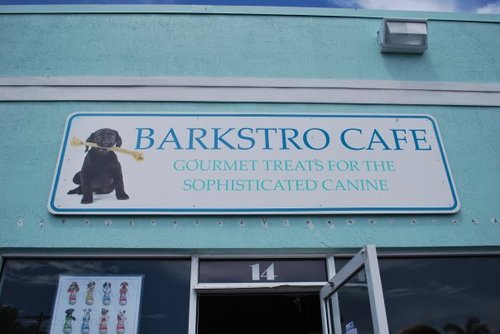 BARKSTRO CAFE
GOURMET TREATS FOR THE
SOPHISTICATED CANINE
14